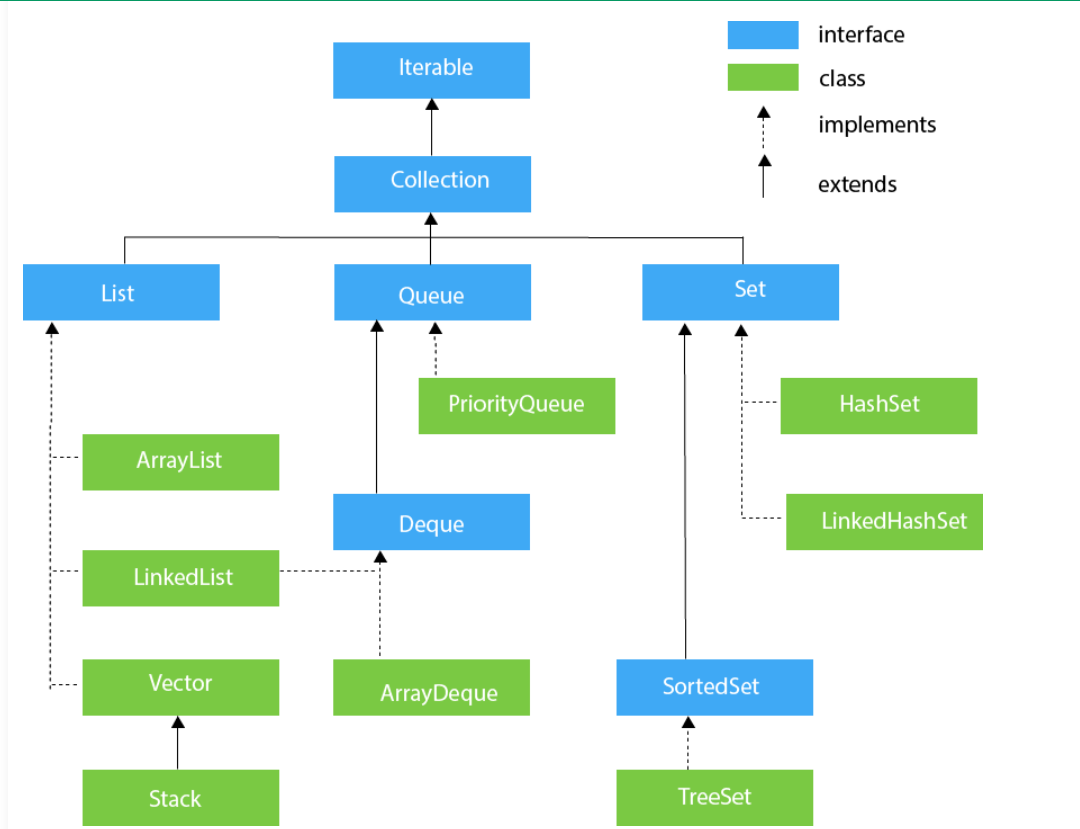 interface
Iterable
class
implements
Collection
extends
List
Queue
Set
PriorityQueue
HashSet
ArrayList
Deque
LinkedHashSet
LinkedList
Vector
ArrayDeque
SortedSet
Stack
TreeSet